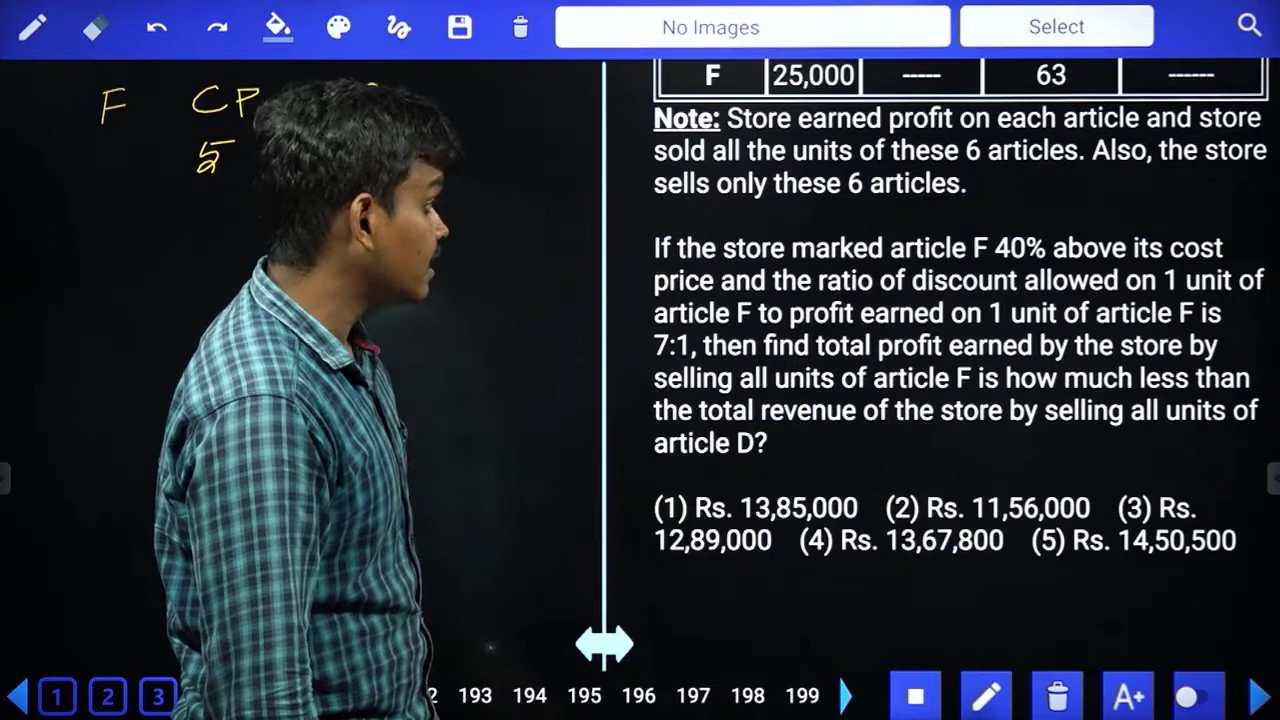 No Images
Select
F CP
5
F 25,000 ----- 63 ------
Note: Store earned profit on each article and store
sold all the units of these 6 articles. Also, the store
sells only these 6 articles.
If the store marked article F 40% above its cost
price and the ratio of discount allowed on 1 unit of
article F to profit earned on 1 unit of article F is
7:1, then find total profit earned by the store by
selling all units of article F is how much less than
the total revenue of the store by selling all units of
article D?
(1) Rs. 13,85,000 (2) Rs. 11,56,000 (3) Rs.
12,89,000 (4) Rs. 13,67,800 (5) Rs. 14,50,500
1 2 3 2 193 194 195 196 197 198 199 A+